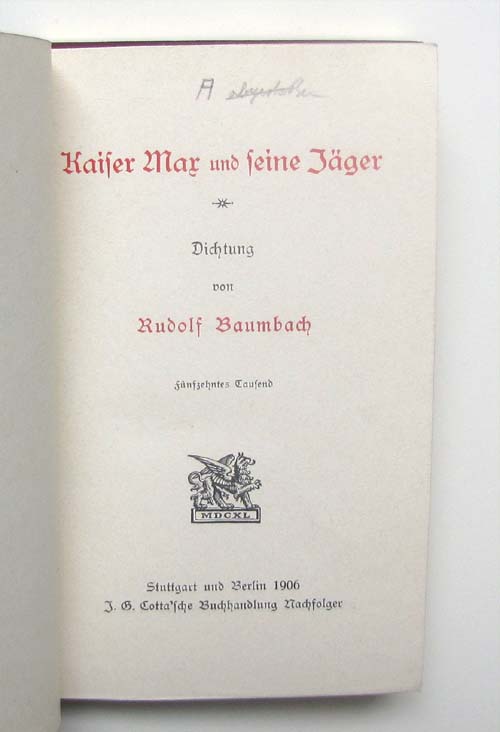 A
Kaiser Max und seine Jäger
Dichtung
von
Rudolf Baumbach
Fünfzehntes Tausend
MDCXL
Stuttgart und Berlin 1906
J. G. Cotta'sche Buchhandlung Nachfolger